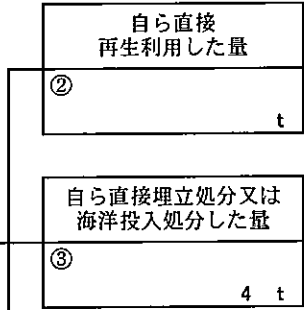 自ら直接
再生利用した量
②
t
自ら直接埋立処分又は
海洋投入処分した量
③
4 t